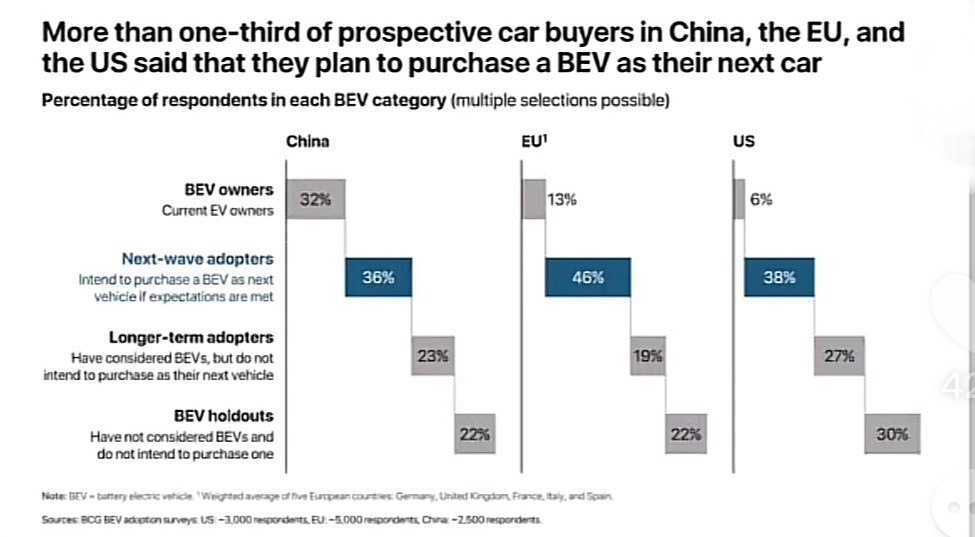 More than one-third of prospective car buyers in China, the EU, and
the US said that they plan to purchase a BEV as their next car
Percentage of respondents in each BEV category (multiple selections possible)
China
EU¹
US
BEV owners
Current EV owners
32%
13%
6%
Next-wave adopters
Intend to purchase a BEV as next
vehicle if expectations are met
36%
46%
38%
Longer-term adopters
Have considered BEVs, but do not
intend to purchase as their next vehicle
23%
19%
27%
BEV holdouts
Have not considered BEVs and
do not intend to purchase one
22%
22%
30%
Note: BEV = battery electric vehicle. ¹ Weighted average of five European countries: Germany, United Kingdom, France, Italy, and Spain.
Sources: BCG BEV adoption surveys: US: ~3,000 respondents, EU: ~5,000 respondents, China: ~2,500 respondents.